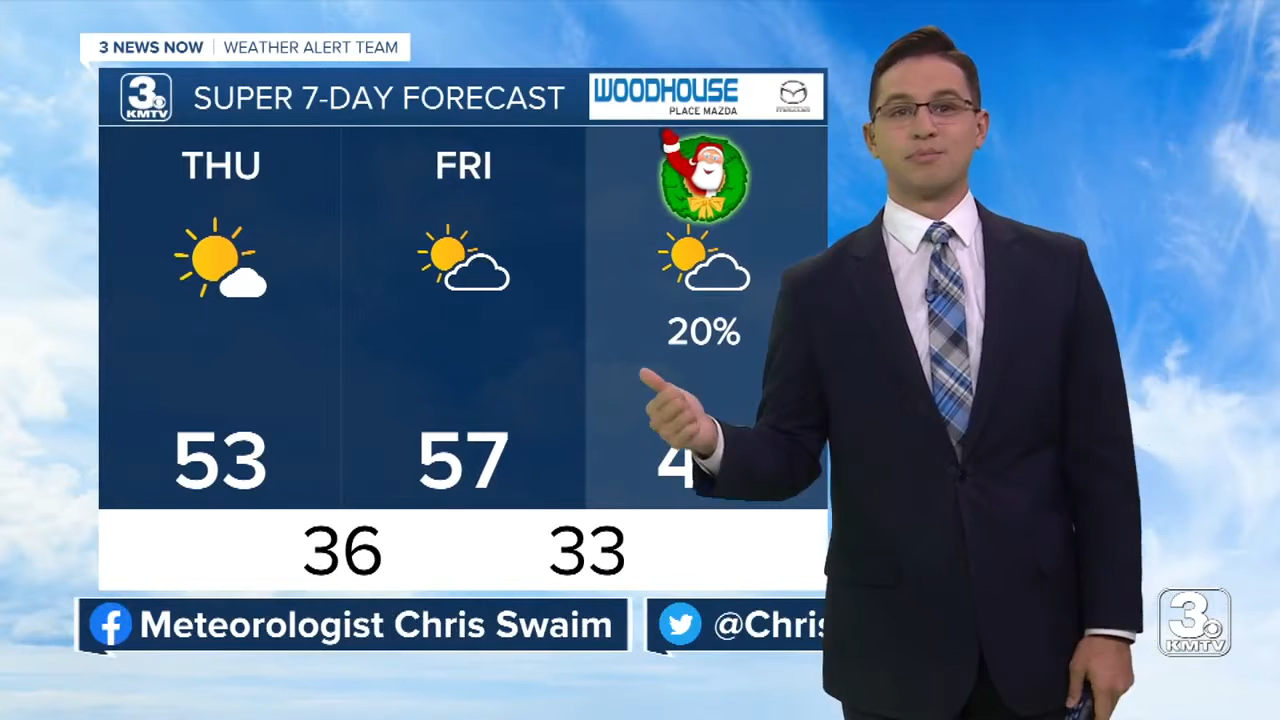 3 NEWS NOW | WEATHER ALERT TEAM
3 KMTV SUPER 7-DAY FORECAST WOODHOUSE
PLACE MAZDA
THU FRI
20%
53 57 4
36 33
Meteorologist Chris Swaim @Chris
3 KMTV